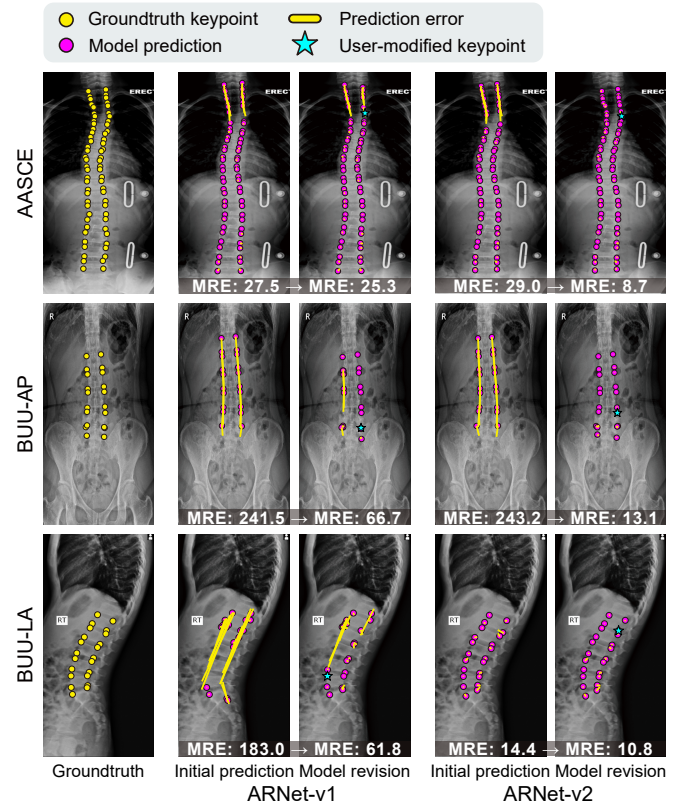 Groundtruth keypoint
Prediction error
Model prediction
User-modified keypoint
AASCE
ERECT
ERECT
ERECT
ERECT
ERECT
MRE: 27.5 → MRE: 25.3
MRE: 29.0 → MRE: 8.7
BUU-AP
R
R
R
R
R
MRE: 241.5 → MRE: 66.7
MRE: 243.2 → MRE: 13.1
BUU-LA
RT
RT
RT
RT
RT
MRE: 183.0 → MRE: 61.8
MRE: 14.4 → MRE: 10.8
Groundtruth
Initial prediction Model revision
Initial prediction Model revision
ARNet-v1
ARNet-v2